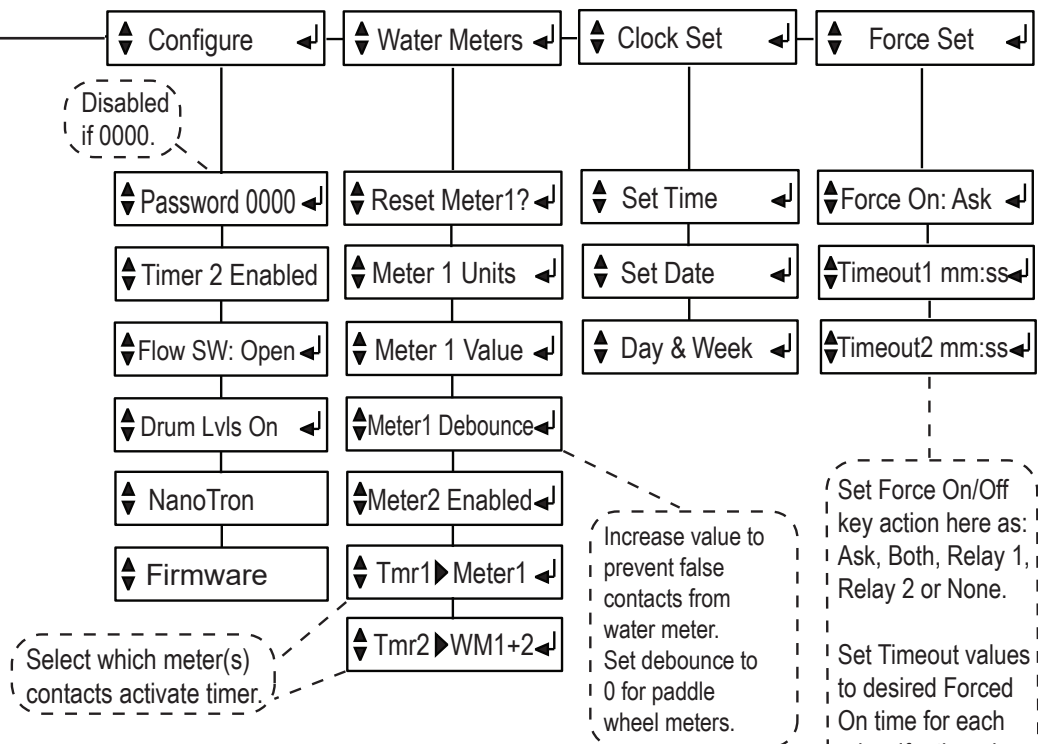 Configure
Water Meters
Clock Set
Force Set
Disabled
if 0000.
Password 0000
Timer 2 Enabled
Flow SW: Open
Drum Lvls On
NanoTron
Firmware
Reset Meter1?
Meter 1 Units
Meter 1 Value
Meter1 Debounce
Meter2 Enabled
Tmr1▶Meter1
Tmr2▶WM1+2
Select which meter(s)
contacts activate timer.
Set Time
Set Date
Day & Week
Increase value to
prevent false
contacts from
water meter.
Set debounce to
0 for paddle
wheel meters.
Force On: Ask
Timeout1 mm:ss
Timeout2 mm:ss
Set Force On/Off
key action here as:
Ask, Both, Relay 1,
Relay 2 or None.
Set Timeout values
to desired Forced
On time for each